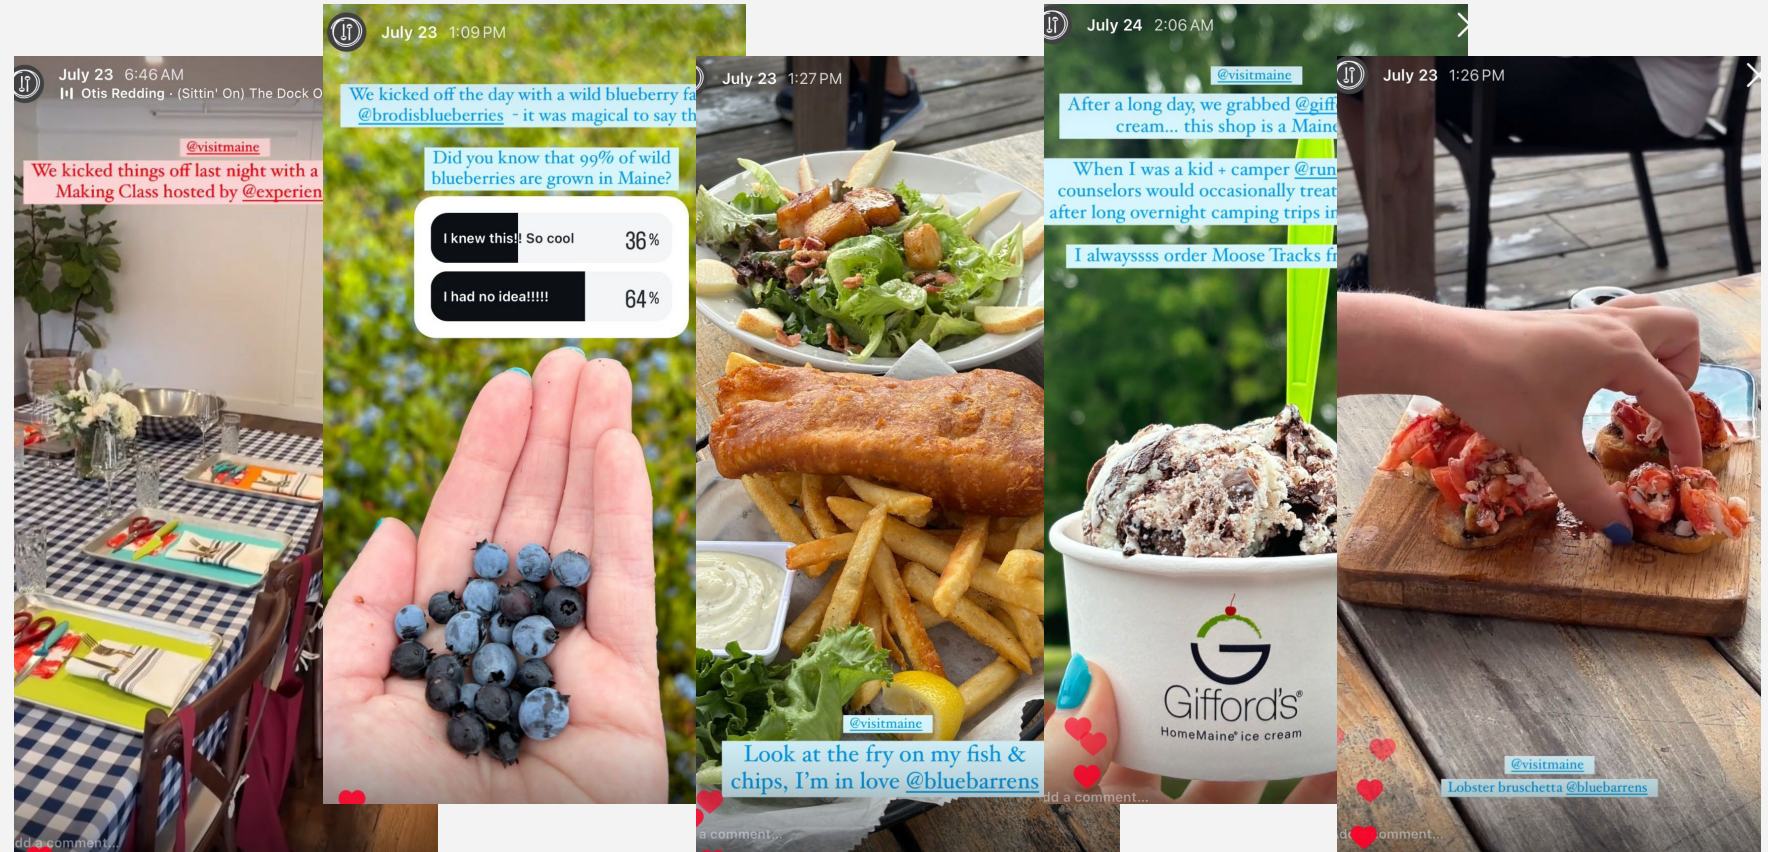 July 23 6:46 AM
Otis Redding · (Sittin' On) The Dock O
@visitmaine
We kicked things off last night with a
Making Class hosted by @experien
dd a comment...
July 23 1:09 PM
We kicked off the day with a wild blueberry fa
@brodisblueberries - it was magical to say th
Did you know that 99% of wild
blueberries are grown in Maine?
I knew this!! So cool 36%
I had no idea!!!!! 64%
July 23 1:27 PM
@visitmaine
Look at the fry on my fish &
chips, I'm in love @bluebarrens
a comment...
July 24 2:06 AM
@visitmaine
After a long day, we grabbed @giff
cream... this shop is a Maine
When I was a kid + camper @run
counselors would occasionally treat
after long overnight camping trips in
I alwayssss order Moose Tracks fr
Gifford's®
HomeMaine® ice cream
dd a comment...
July 23 1:26 PM
@visitmaine
Lobster bruschetta @bluebarrens
omment...